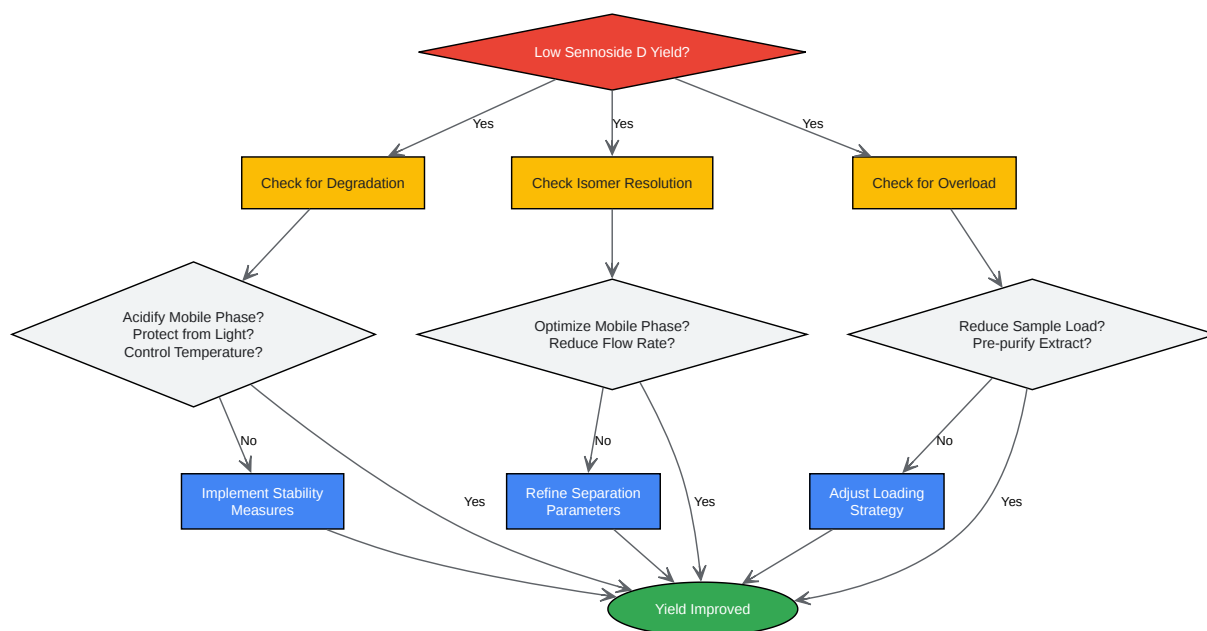 Low Sennoside D Yield?
Yes
Yes
Yes
Check for Degradation
Check Isomer Resolution
Check for Overload
Acidify Mobile Phase?
Protect from Light?
Control Temperature?
Optimize Mobile Phase?
Reduce Flow Rate?
Reduce Sample Load?
Pre-purify Extract?
No
No
No
Implement Stability
Measures
Yes
Refine Separation
Parameters
Yes
Adjust Loading
Strategy
Yes
Yield Improved